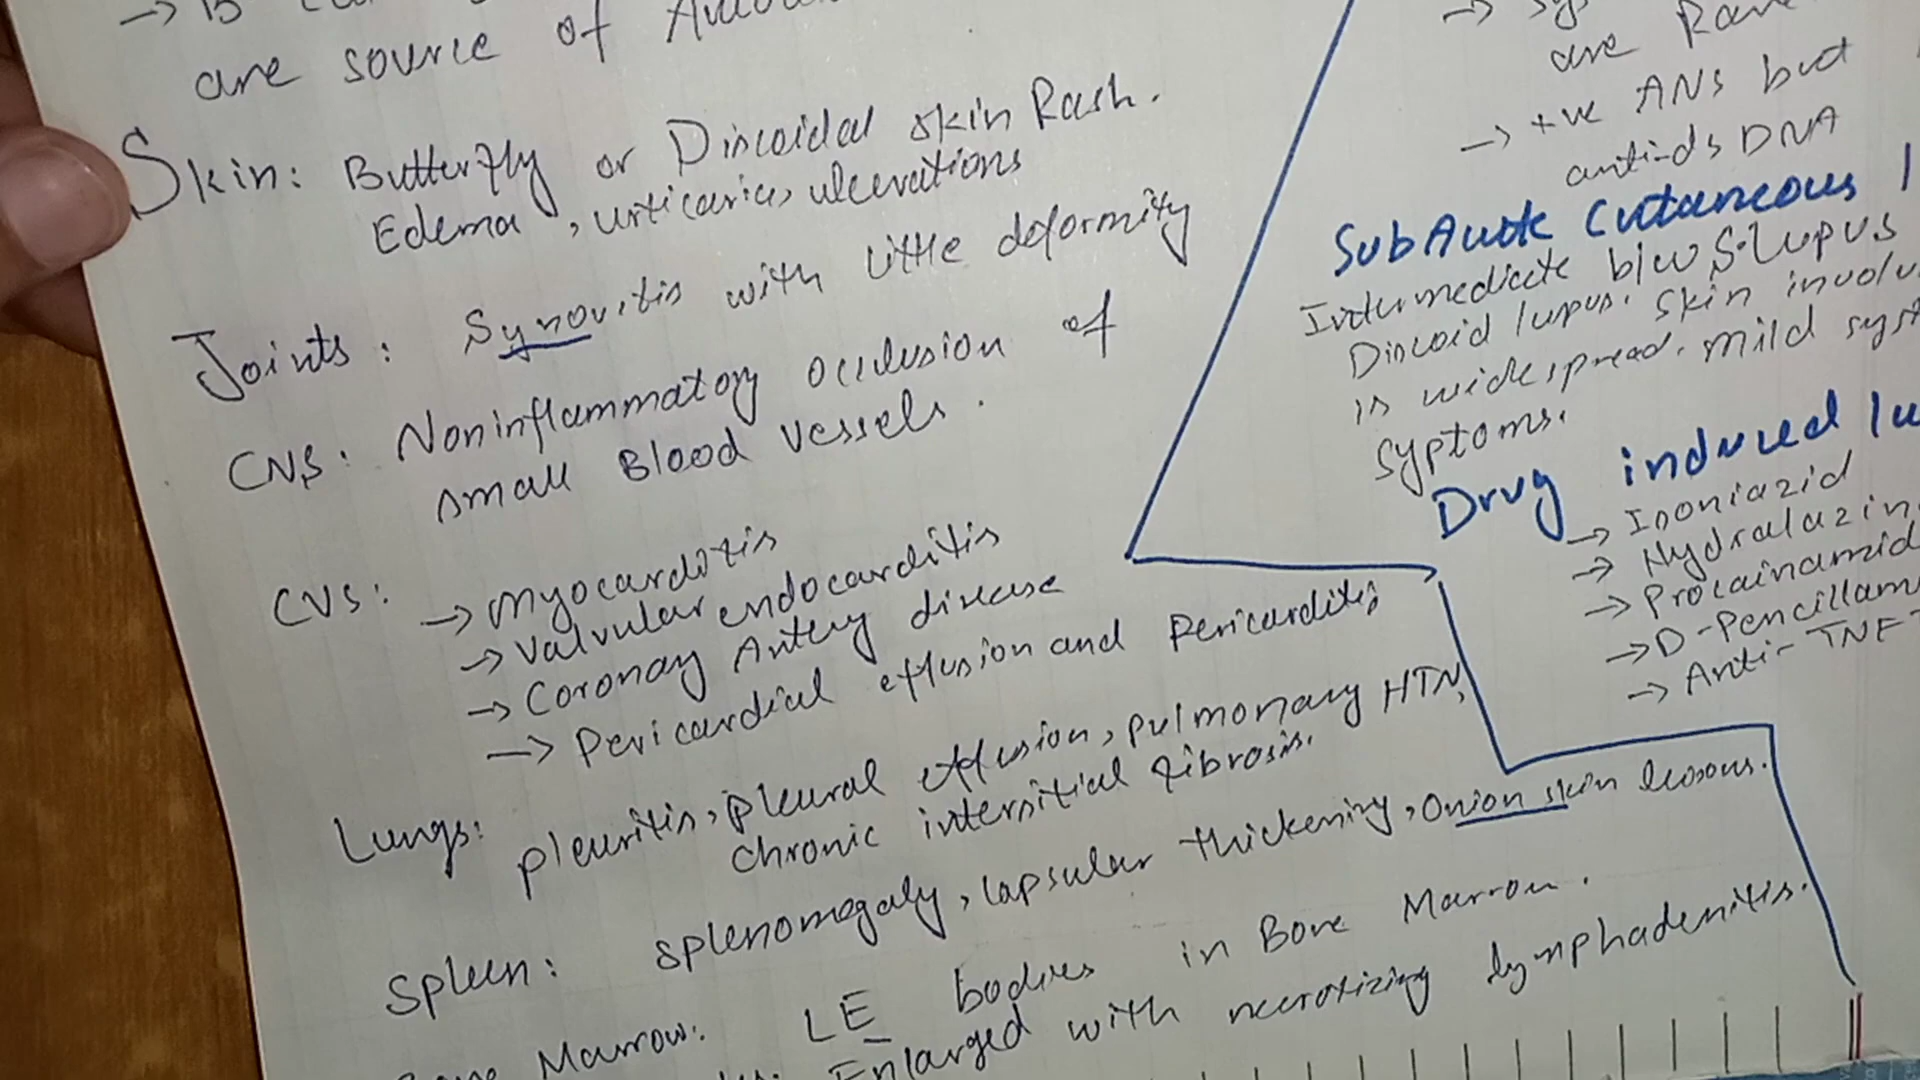 are source of
Skin: Butterfly or Discoidal skin Rash.
Edema, urticaria, ulcerations
Joints: Synovitis with little deformity
CNS: Noninflammatory occlusion of
small Blood vessels.
CVS: → Myocarditis
→ Valvular endocarditis
→ Coronay Artery disease
→ Pericardial effusion and Pericarditis
Lungs: pleuritis, pleural effusion, pulmonary HTN,
chronic intersitial fibrosis.
Spleen: splenomegaly, capsular thickening, onion skin lesions.
Marrow: LE bodies in Bone Marrow.
Enlarged with necrotizing lymphadenitis.
are
→ +ve ANS but
anti-ds DNA
SubAcute Cutaneous
Intermediate b/w S.Lupus
Discoid lupus. Skin
is widespread. mild
syptoms.
Drug induced
→ Isoniazid
→ Hydralazin
→ Procainamid
→ D-Pencillam
→ Anti-TNF